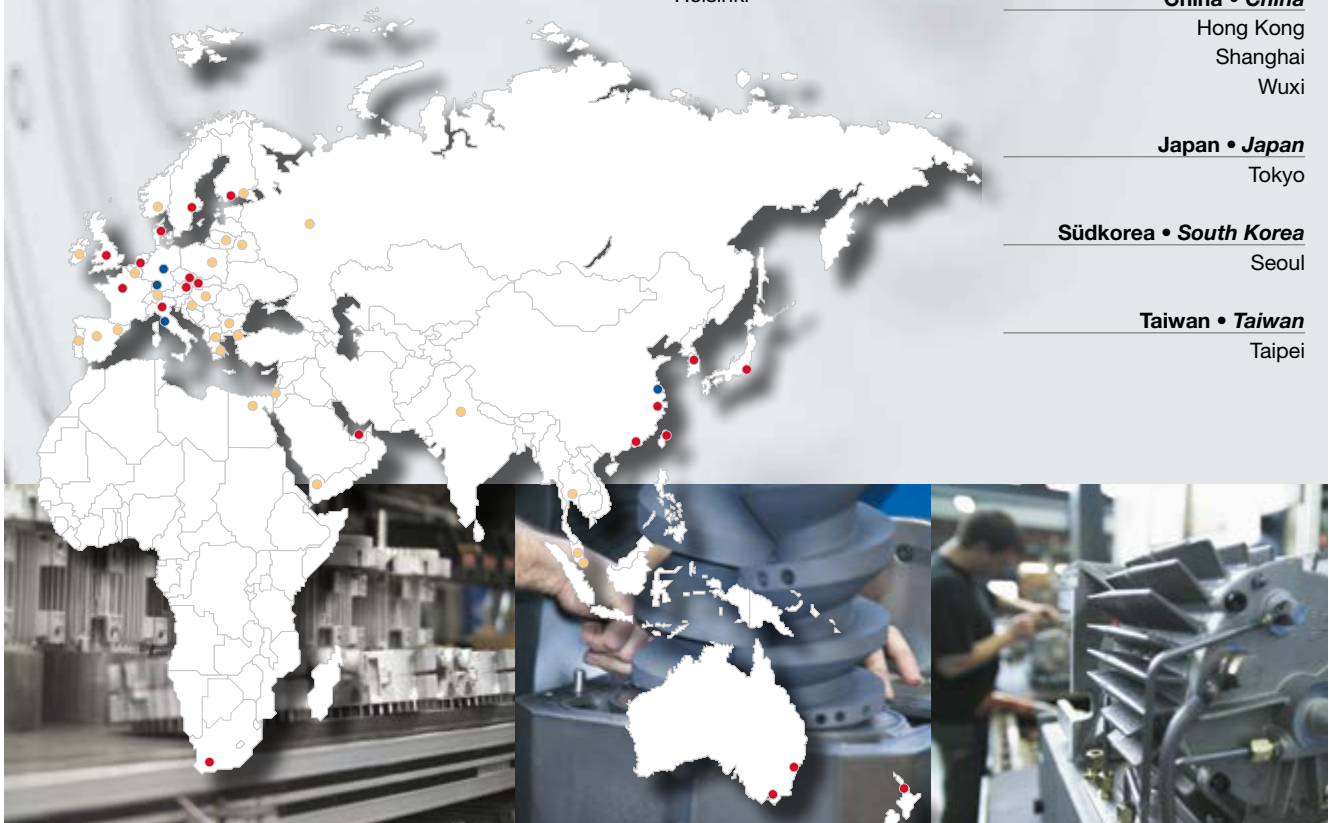 Helsinki
China • China
Hong Kong
Shanghai
Wuxi
Japan • Japan
Tokyo
Südkorea • South Korea
Seoul
Taiwan • Taiwan
Taipei